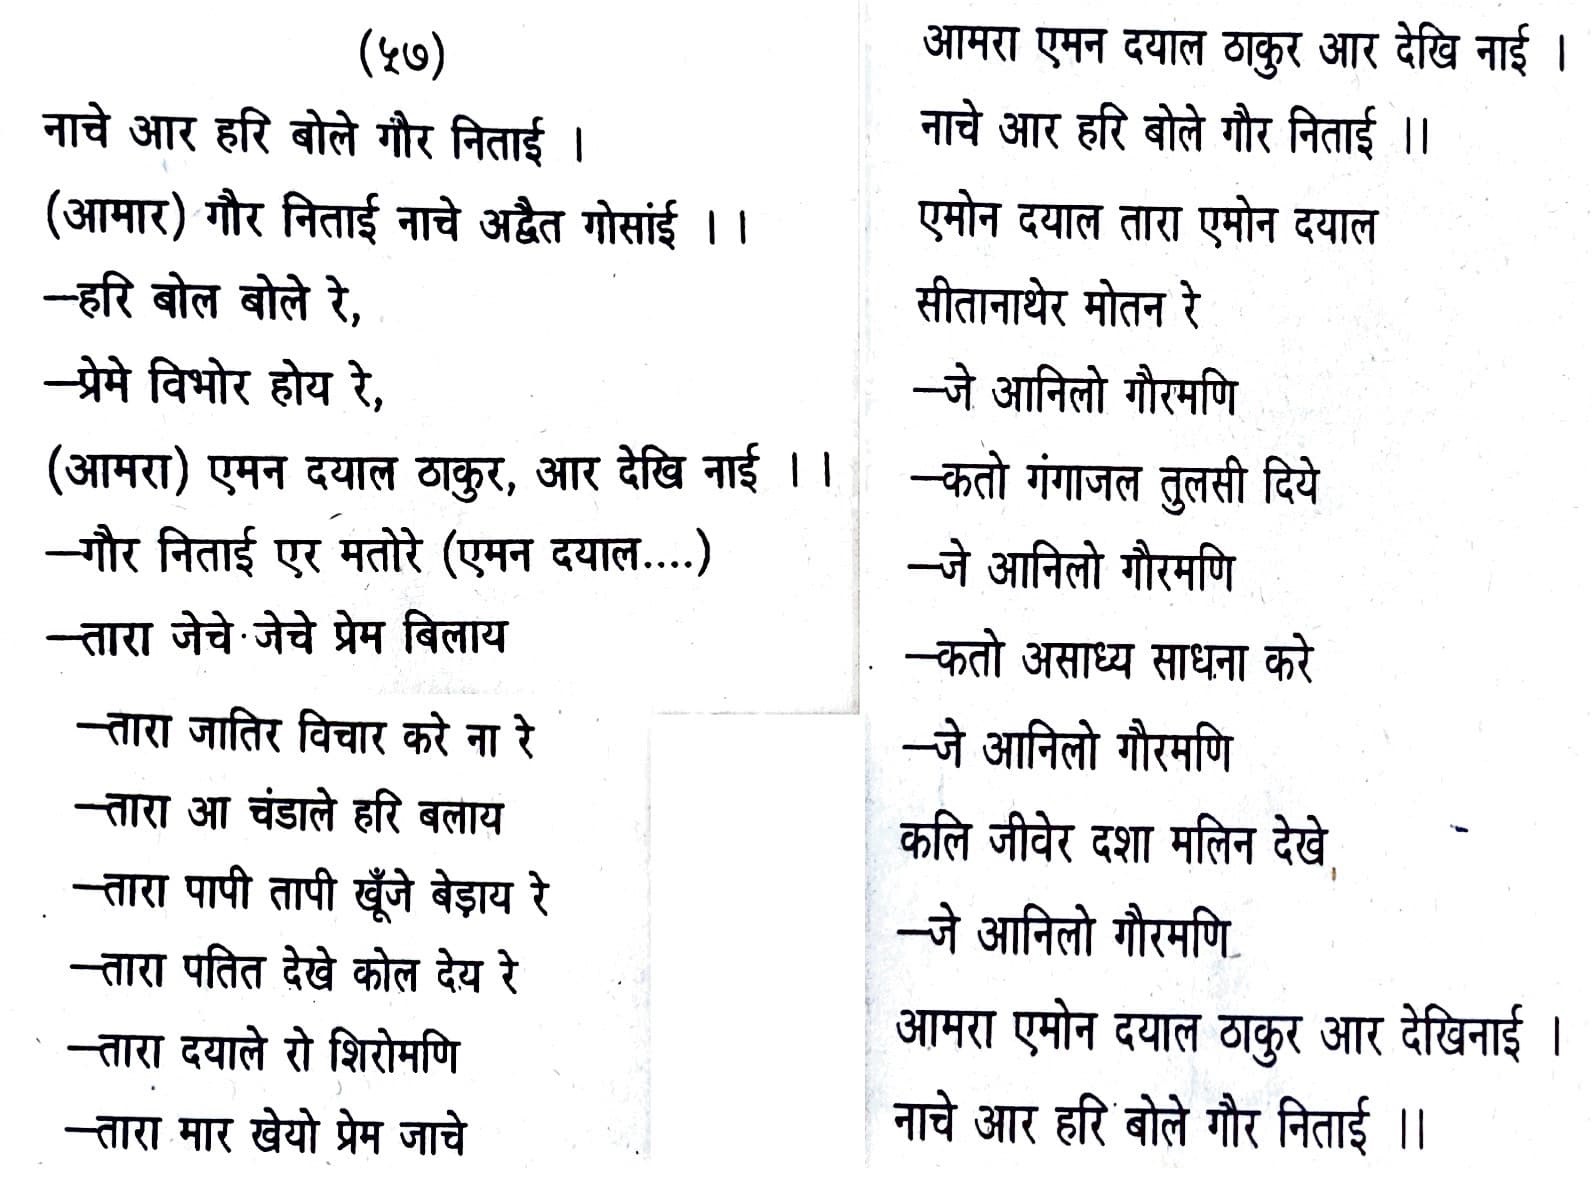 (५७)
नाचे आर हरि बोले गौर निताई ।
(आमार) गौर निताई नाचे अद्वैत गोसांई ।।
—हरि बोल बोले रे,
—प्रेमे विभोर होय रे,
(आमरा) एमन दयाल ठाकुर, आर देखि नाई ।।
—गौर निताई एर मतोरे (एमन दयाल....)
—तारा जेचे जेचे प्रेम बिलाय
—तारा जातिर विचार करे ना रे
—तारा आ चंडाले हरि बलाय
—तारा पापी तापी खूँजे बेड़ाय रे
—तारा पतित देखे कोल देय रे
—तारा दयाले रो शिरोमणि
—तारा मार खेयो प्रेम जाचे
आमरा एमन दयाल ठाकुर आर देखि नाई ।
नाचे आर हरि बोले गौर निताई ।।
एमोन दयाल तारा एमोन दयाल
सीतानाथेर मोतन रे
—जे आनिलो गौरमणि
—कतो गंगाजल तुलसी दिये
—जे आनिलो गौरमणि
—कतो असाध्य साधना करे
—जे आनिलो गौरमणि
कलि जीवेर दशा मलिन देखे
—जे आनिलो गौरमणि
आमरा एमोन दयाल ठाकुर आर देखिनाई ।
नाचे आर हरि बोले गौर निताई ।।